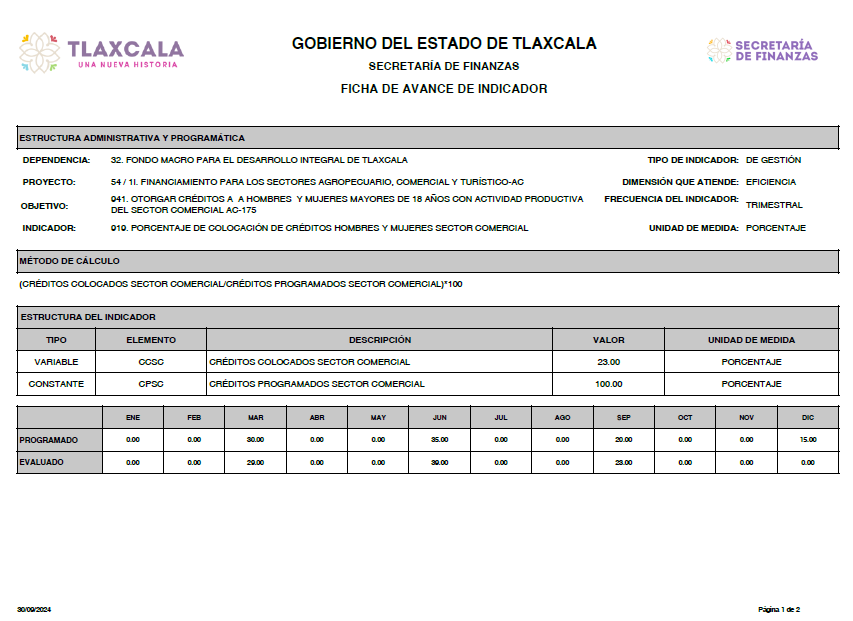 TLAXCALA
UNA NUEVA HISTORIA
GOBIERNO DEL ESTADO DE TLAXCALA
SECRETARÍA DE FINANZAS
FICHA DE AVANCE DE INDICADOR
SECRETARÍA
DE FINANZAS
ESTRUCTURA ADMINISTRATIVA Y PROGRAMÁTICA
DEPENDENCIA: 32. FONDO MACRO PARA EL DESARROLLO INTEGRAL DE TLAXCALA TIPO DE INDICADOR: DE GESTIÓN
PROYECTO: 54 / 1I. FINANCIAMIENTO PARA LOS SECTORES AGROPECUARIO, COMERCIAL Y TURÍSTICO-AC DIMENSIÓN QUE ATIENDE: EFICIENCIA
OBJETIVO: 941. OTORGAR CRÉDITOS A A HOMBRES Y MUJERES MAYORES DE 18 AÑOS CON ACTIVIDAD PRODUCTIVA
DEL SECTOR COMERCIAL AC-175 FRECUENCIA DEL INDICADOR: TRIMESTRAL
INDICADOR: 919. PORCENTAJE DE COLOCACIÓN DE CRÉDITOS HOMBRES Y MUJERES SECTOR COMERCIAL UNIDAD DE MEDIDA: PORCENTAJE
MÉTODO DE CÁLCULO
(CRÉDITOS COLOCADOS SECTOR COMERCIAL/CRÉDITOS PROGRAMADOS SECTOR COMERCIAL)*100
ESTRUCTURA DEL INDICADOR
TIPO ELEMENTO DESCRIPCIÓN VALOR UNIDAD DE MEDIDA
VARIABLE CCSC CRÉDITOS COLOCADOS SECTOR COMERCIAL 23.00 PORCENTAJE
CONSTANTE CPSC CRÉDITOS PROGRAMADOS SECTOR COMERCIAL 100.00 PORCENTAJE
ENE FEB MAR ABR MAY JUN JUL AGO SEP OCT NOV DIC
PROGRAMADO 0.00 0.00 30.00 0.00 0.00 35.00 0.00 0.00 20.00 0.00 0.00 15.00
EVALUADO 0.00 0.00 29.00 0.00 0.00 39.00 0.00 0.00 23.00 0.00 0.00 0.00
30/09/2024 Página 1 de 2